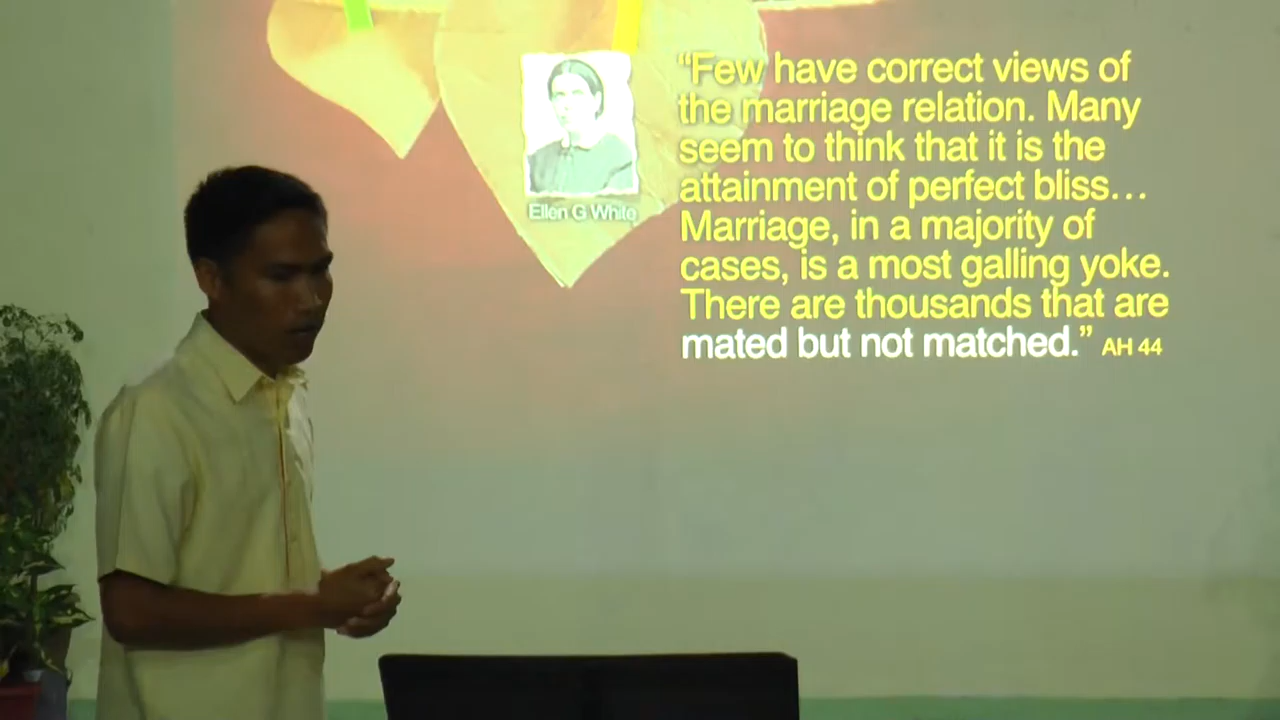 Ellen G White
“Few have correct views of
the marriage relation. Many
seem to think that it is the
attainment of perfect bliss…
Marriage, in a majority of
cases, is a most galling yoke.
There are thousands that are
mated but not matched.” AH 44